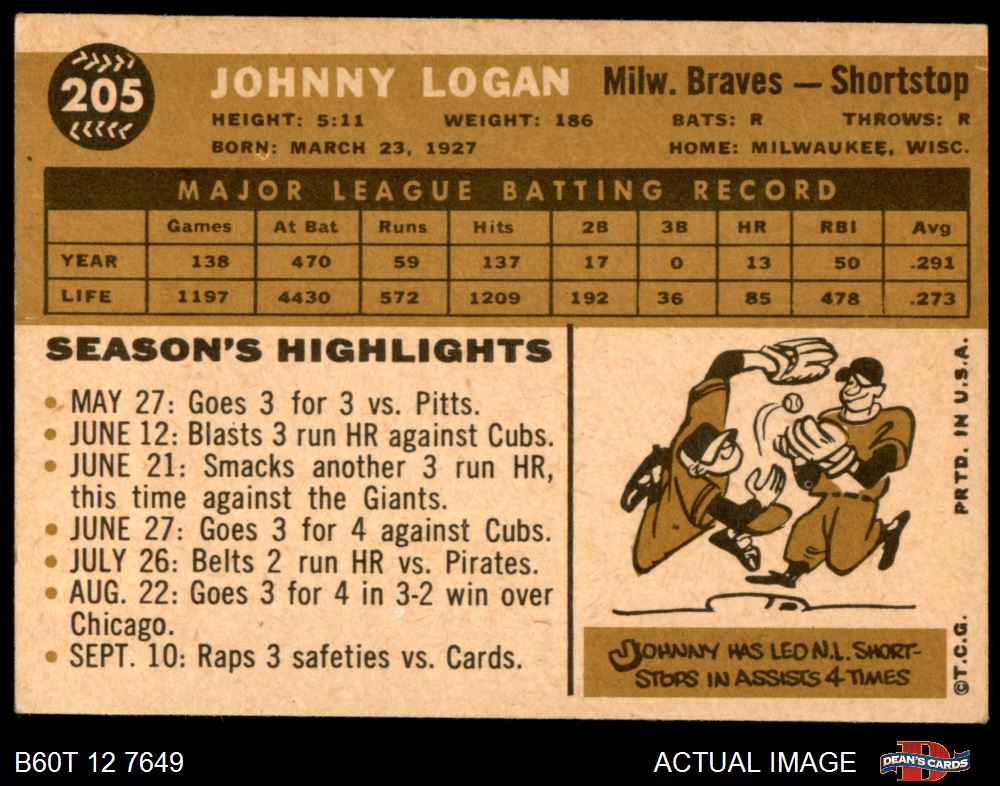 205
JOHNNY LOGAN Milw. Braves — Shortstop
HEIGHT: 5:11 WEIGHT: 186 BATS: R THROWS: R
BORN: MARCH 23, 1927 HOME: MILWAUKEE, WISC.
MAJOR LEAGUE BATTING RECORD
Games At Bat Runs Hits 2B 3B HR RBI Avg
YEAR 138 470 59 137 17 0 13 50 .291
LIFE 1197 4430 572 1209 192 36 85 478 .273
SEASON'S HIGHLIGHTS
• MAY 27: Goes 3 for 3 vs. Pitts.
• JUNE 12: Blasts 3 run HR against Cubs.
• JUNE 21: Smacks another 3 run HR,
this time against the Giants.
• JUNE 27: Goes 3 for 4 against Cubs.
• JULY 26: Belts 2 run HR vs. Pirates.
• AUG. 22: Goes 3 for 4 in 3-2 win over
Chicago.
• SEPT. 10: Raps 3 safeties vs. Cards.
JOHNNY HAS LED N.L. SHORT-
STOPS IN ASSISTS 4 TIMES
©T.C.G. PRTD. IN U.S.A.
B60T 12 7649 ACTUAL IMAGE
DEAN'S CARDS